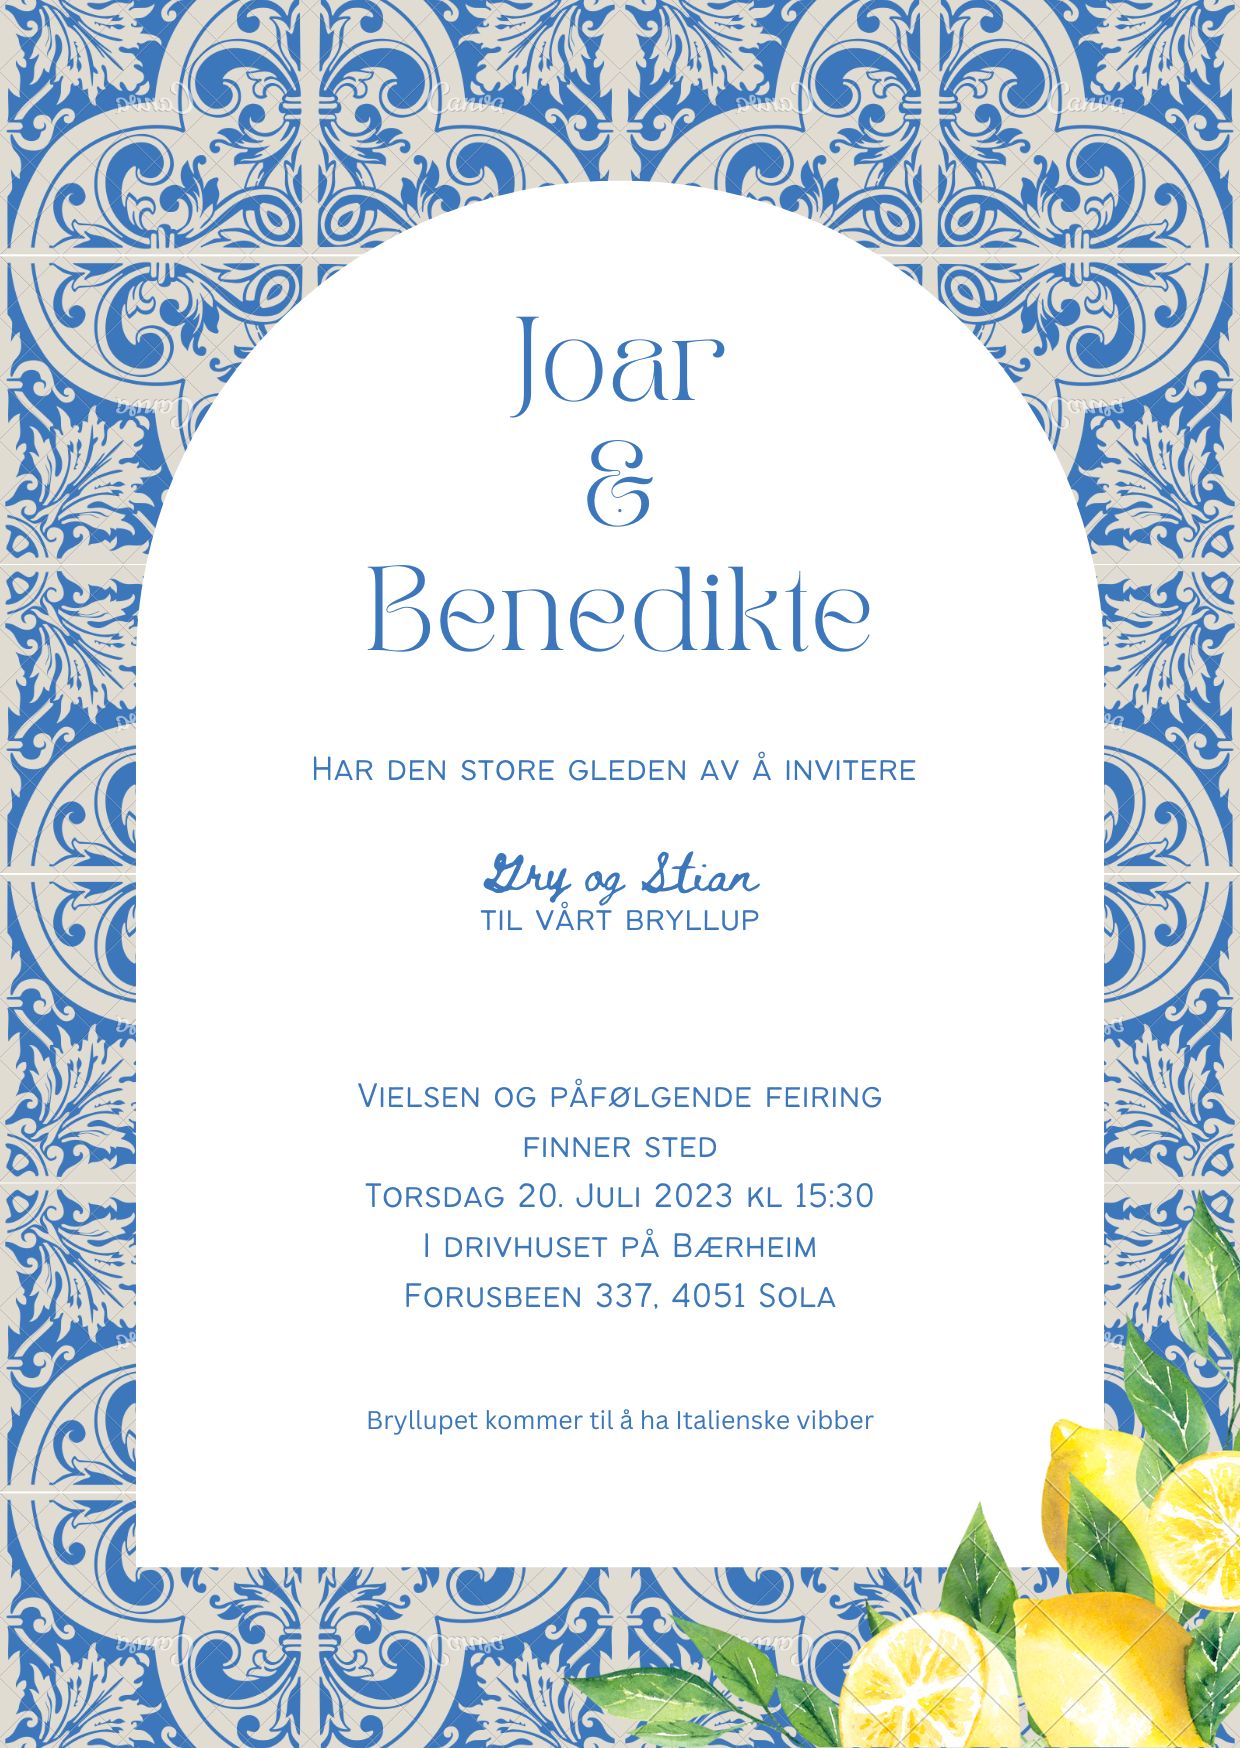 Joar
&
Benedikte
Har den store gleden av å invitere
Gry og Stian
til vårt bryllup
Vielsen og påfølgende feiring
finner sted
Torsdag 20. Juli 2023 kl 15:30
I drivhuset på Bærheim
Forusbeen 337, 4051 Sola
Bryllupet kommer til å ha Italienske vibber
Canva